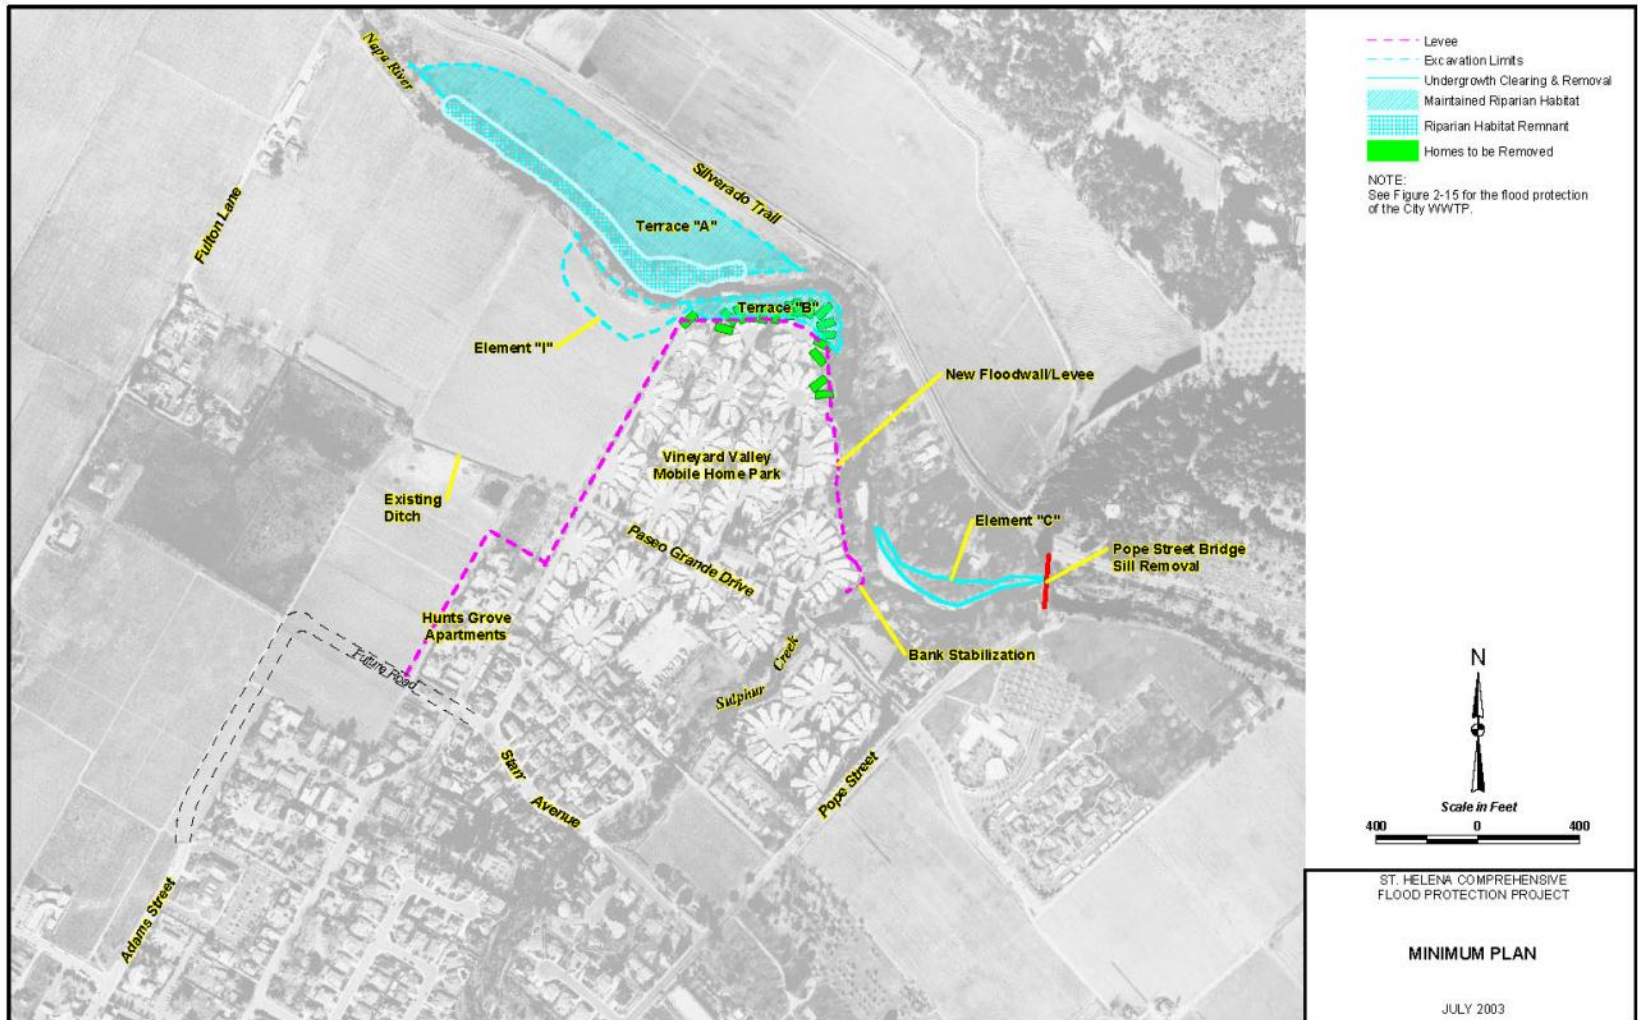 Napa River
Fulton Lane
Silverado Trail
Terrace "A"
Terrace "B"
Element "I"
New Floodwall/Levee
Vineyard Valley
Mobile Home Park
Existing
Ditch
Element "C"
Paseo Grande Drive
Pope Street Bridge
Sill Removal
Hunts Grove
Apartments
Bank Stabilization
Future Road
Sulphur Creek
Starr Avenue
Pope Street
Adams Street
Levee
Excavation Limits
Undergrowth Clearing & Removal
Maintained Riparian Habitat
Riparian Habitat Remnant
Homes to be Removed
NOTE:
See Figure 2-15 for the flood protection
of the City WWTP.
N
Scale in Feet
400 0 400
ST. HELENA COMPREHENSIVE
FLOOD PROTECTION PROJECT
MINIMUM PLAN
JULY 2003